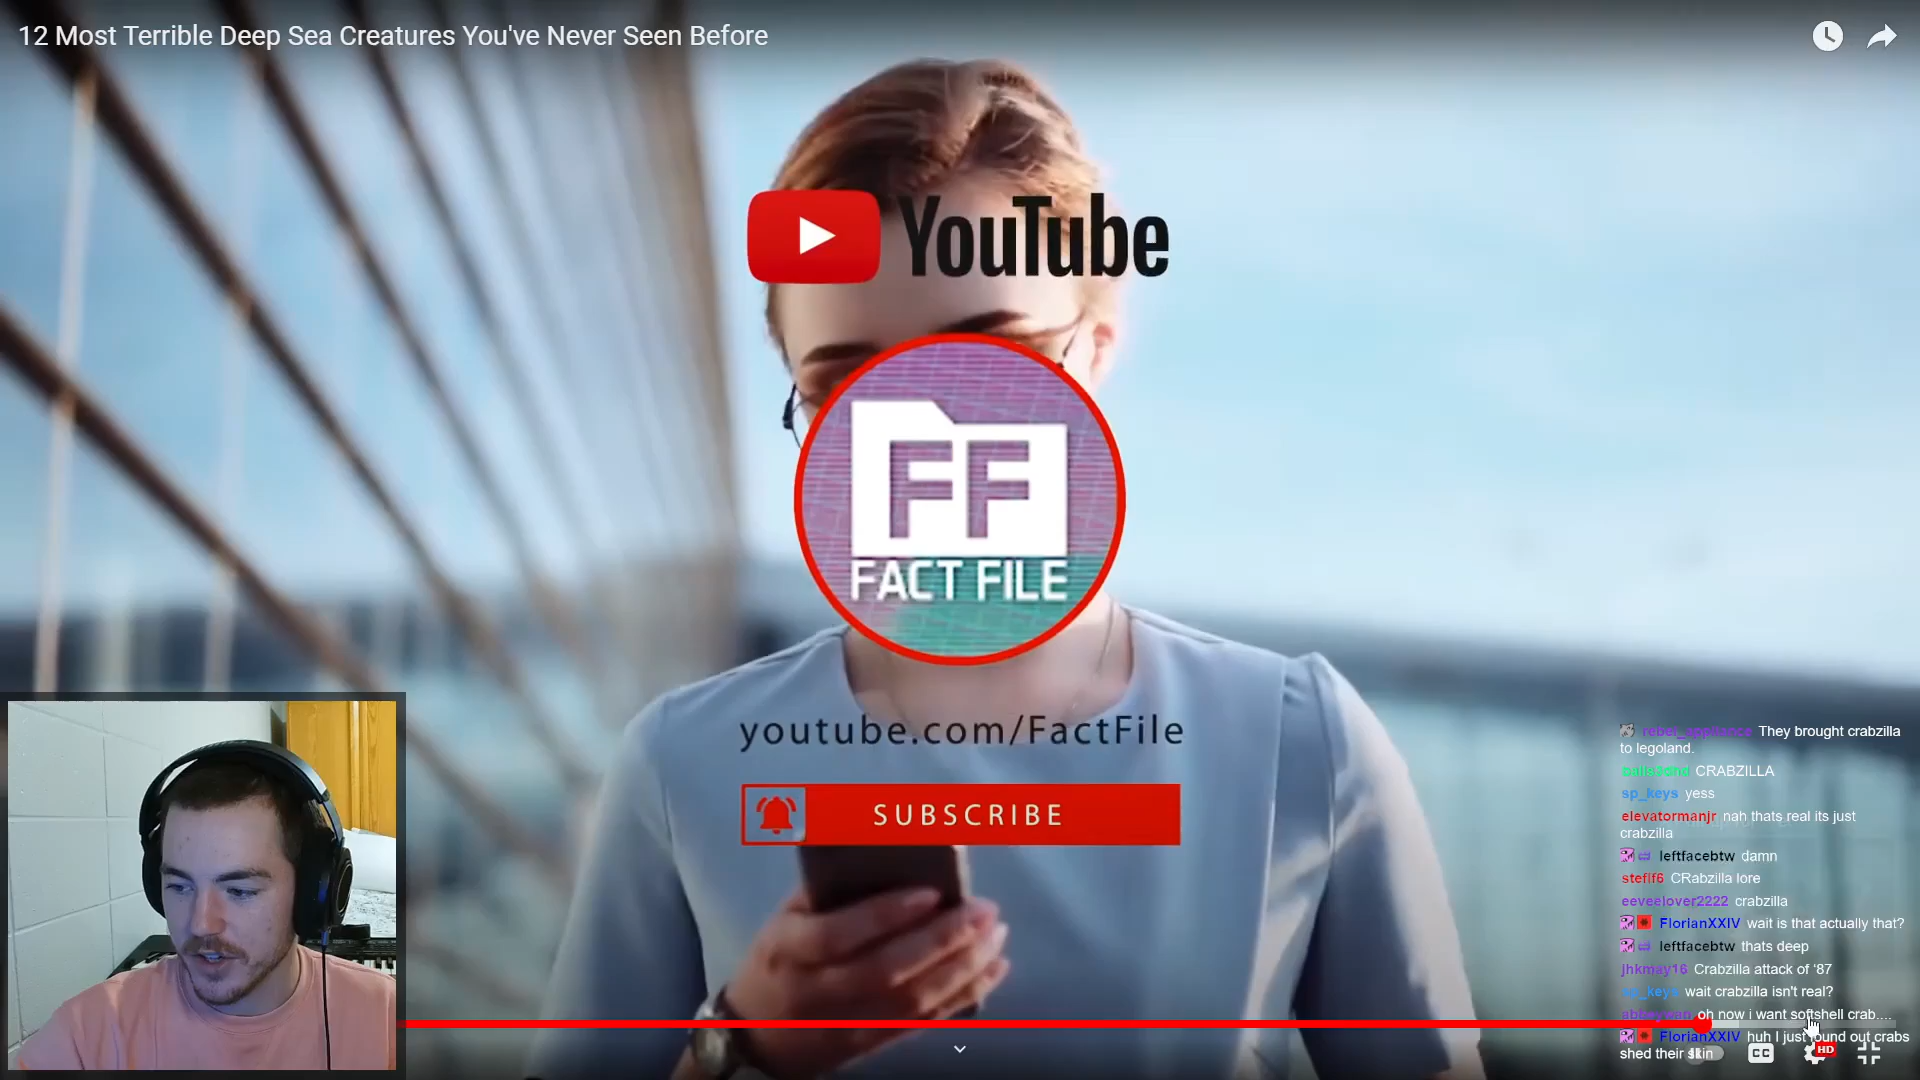 12 Most Terrible Deep Sea Creatures You've Never Seen Before
YouTube
FF
FACT FILE
youtube.com/FactFile
SUBSCRIBE
They brought crabzilla
to legoland.
CRABZILLA
sp_keys yess
elevatormanjr nah thats real its just
crabzilla
leftfacebtw damn
steflf6 CRabzilla lore
eeveelover2222 crabzilla
FlorianXXIV wait is that actually that?
leftfacebtw thats deep
jhkmay16 Crabzilla attack of '87
sp_keys wait crabzilla isn't real?
oh now i want softshell crab....
FlorianXXIV huh I just found out crabs
shed their skin
CC
HD